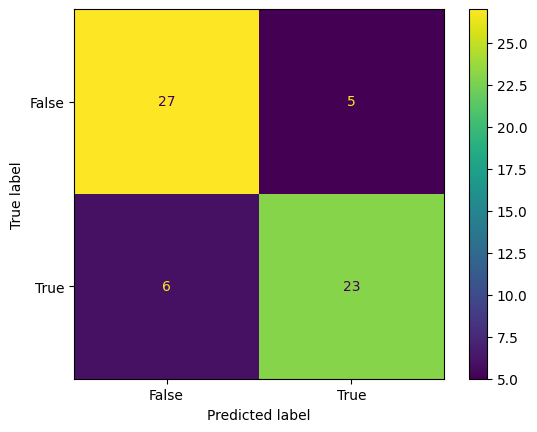 True label
False
True
27
5
6
23
False
True
Predicted label
25.0
22.5
20.0
17.5
15.0
12.5
10.0
7.5
5.0